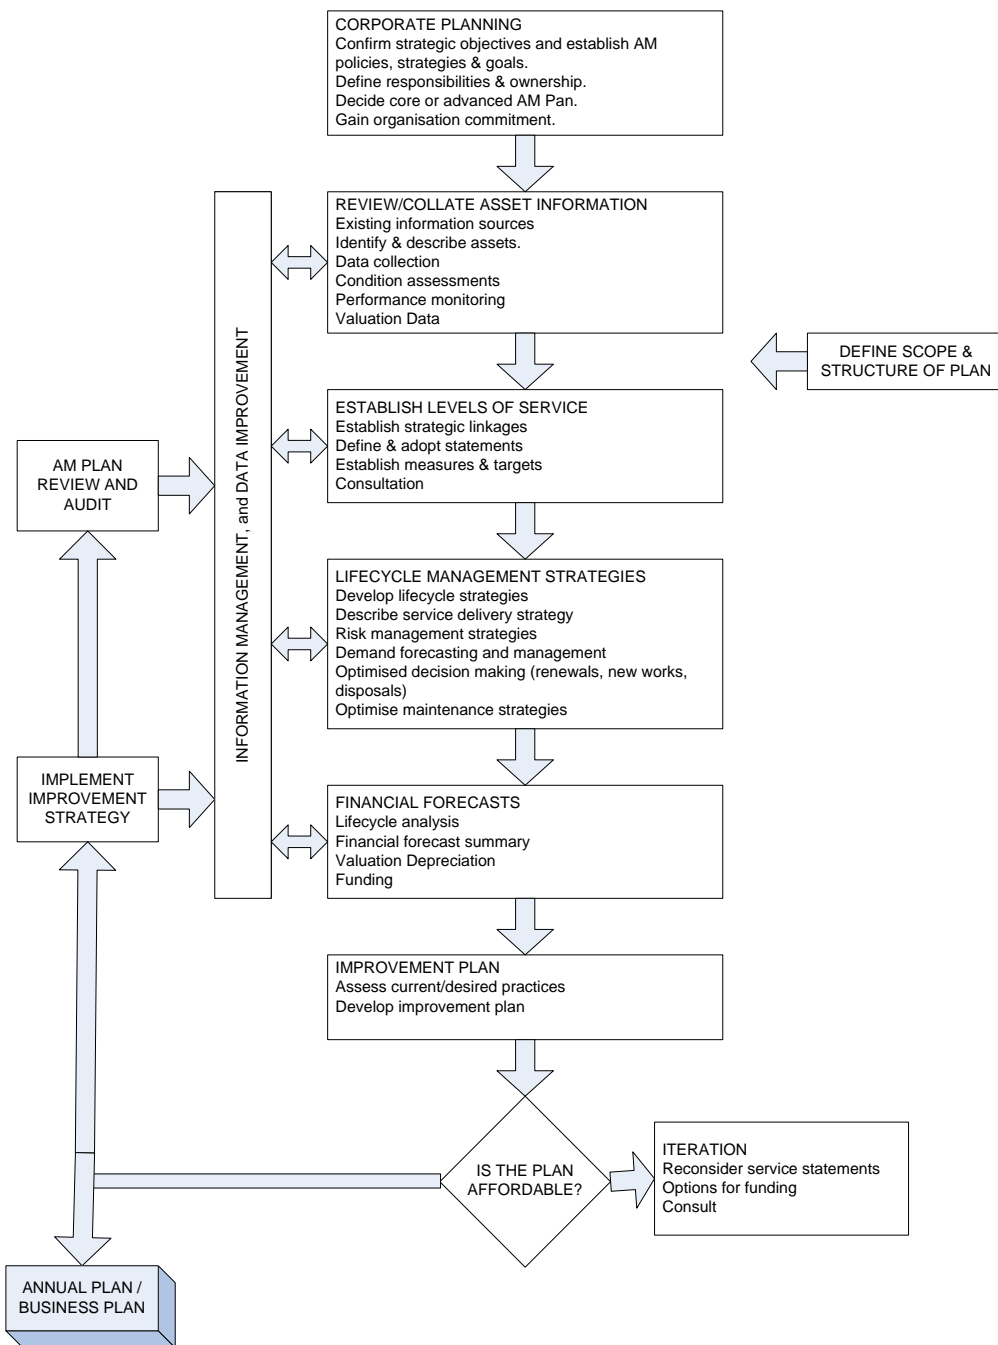 CORPORATE PLANNING
Confirm strategic objectives and establish AM
policies, strategies & goals.
Define responsibilities & ownership.
Decide core or advanced AM Pan.
Gain organisation commitment.
REVIEW/COLLATE ASSET INFORMATION
Existing information sources
Identify & describe assets.
Data collection
Condition assessments
Performance monitoring
Valuation Data
DEFINE SCOPE &
STRUCTURE OF PLAN
INFORMATION MANAGEMENT, and DATA IMPROVEMENT
ESTABLISH LEVELS OF SERVICE
Establish strategic linkages
Define & adopt statements
Establish measures & targets
Consultation
AM PLAN
REVIEW AND
AUDIT
LIFECYCLE MANAGEMENT STRATEGIES
Develop lifecycle strategies
Describe service delivery strategy
Risk management strategies
Demand forecasting and management
Optimised decision making (renewals, new works,
disposals)
Optimise maintenance strategies
IMPLEMENT
IMPROVEMENT
STRATEGY
FINANCIAL FORECASTS
Lifecycle analysis
Financial forecast summary
Valuation Depreciation
Funding
IMPROVEMENT PLAN
Assess current/desired practices
Develop improvement plan
IS THE PLAN
AFFORDABLE?
ITERATION
Reconsider service statements
Options for funding
Consult
ANNUAL PLAN /
BUSINESS PLAN